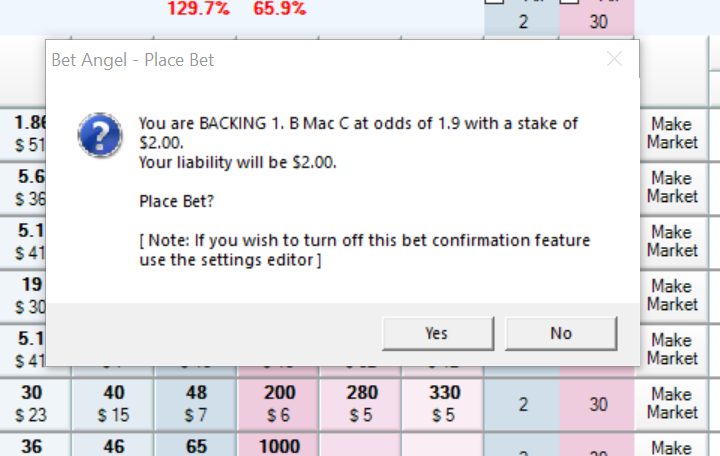 129.7% 65.9%
2 30
Bet Angel - Place Bet
You are BACKING 1. B Mac C at odds of 1.9 with a stake of
$2.00.
Your liability will be $2.00.
Place Bet?
[ Note: If you wish to turn off this bet confirmation feature
use the settings editor ]
Yes No
1.86 Make
$ 51 Market
5.6 Make
$ 36 Market
5.1 Make
$ 41 Market
19 Make
$ 30 Market
5.1 Make
$ 41 Market
30 40 48 200 280 330 2 30 Make
$ 23 $ 15 $ 7 $ 6 $ 5 $ 5 Market
36 46 65 1000 Make